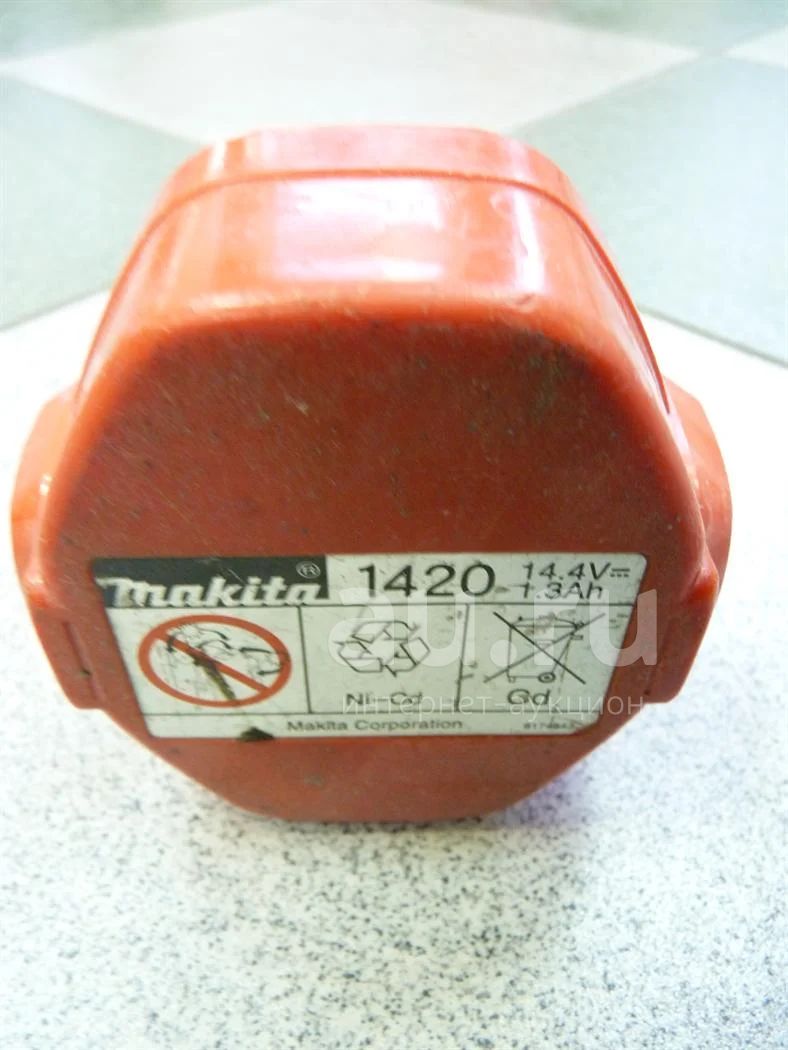 makita® 1420 14.4V
1.3Ah
au.ru
интернет-аукцион
Ni-Cd
Cd
Makita Corporation